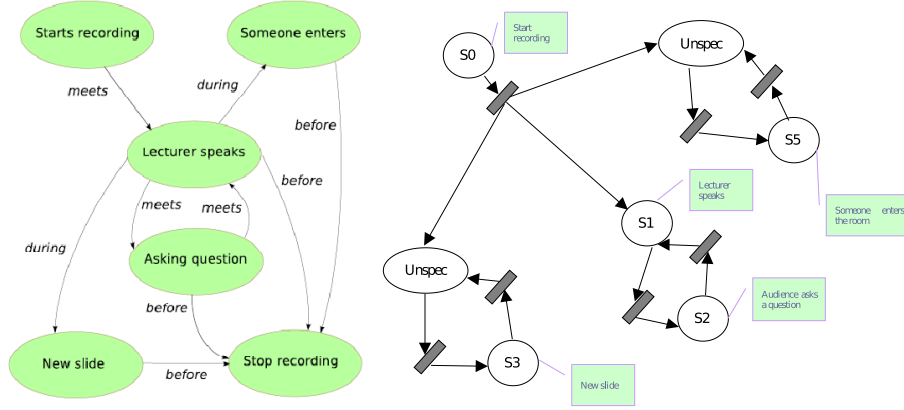 Starts recording
Someone enters
meets
during
before
Lecturer speaks
before
meets
meets
during
Asking question
before
New slide
before
Stop recording
S0
Start
recording
Unspec
S5
Someone enters
the room
Lecturer
speaks
S1
Unspec
Audience asks
a question
S2
S3
New slide